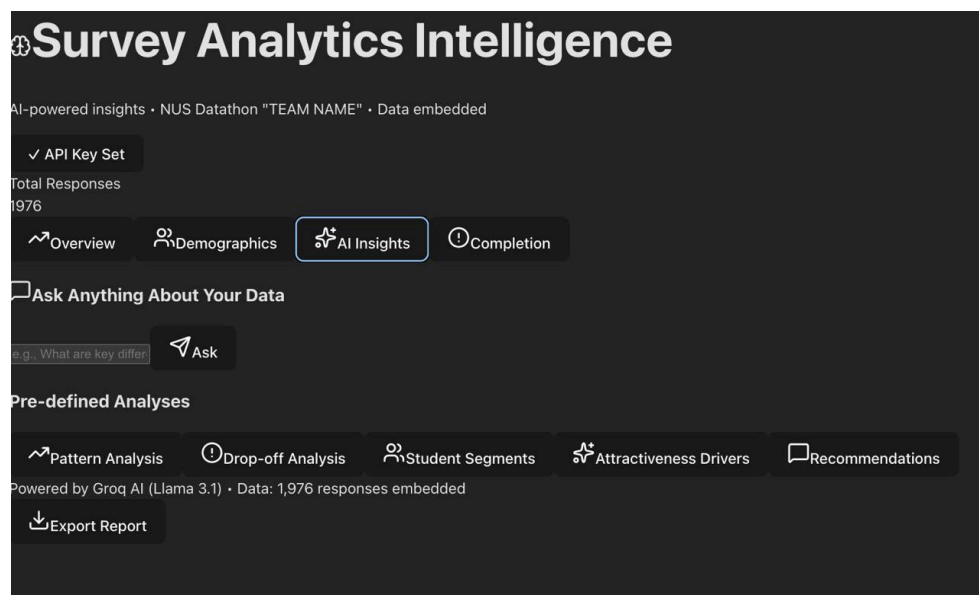 Survey Analytics Intelligence
AI-powered insights • NUS Datathon "TEAM NAME" • Data embedded
✓ API Key Set
Total Responses
1976
Overview Demographics AI Insights Completion
Ask Anything About Your Data
e.g., What are key differ Ask
Pre-defined Analyses
Pattern Analysis Drop-off Analysis Student Segments Attractiveness Drivers Recommendations
Powered by Groq AI (Llama 3.1) • Data: 1,976 responses embedded
Export Report